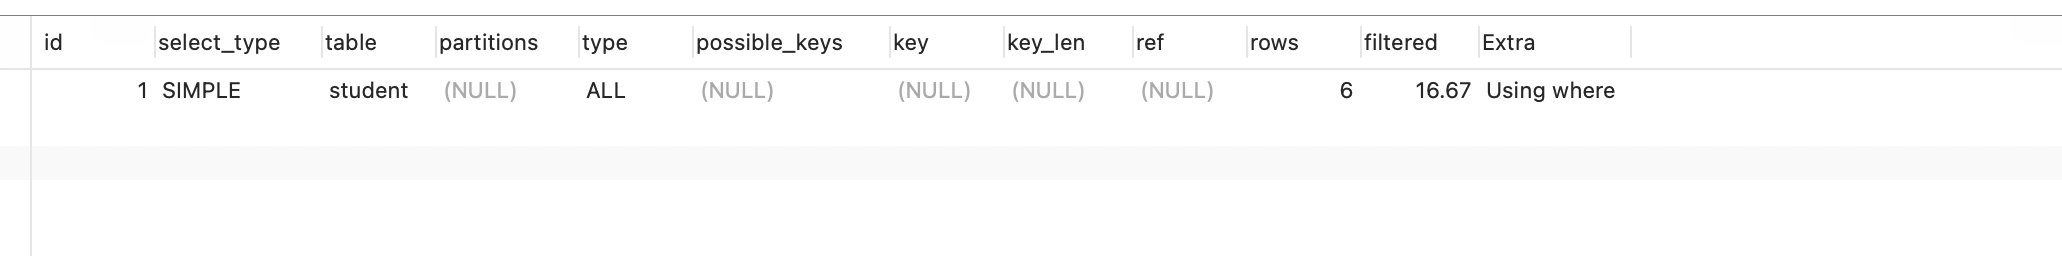 id select_type table partitions type possible_keys key key_len ref rows filtered Extra
1 SIMPLE student (NULL) ALL (NULL) (NULL) (NULL) (NULL) 6 16.67 Using where